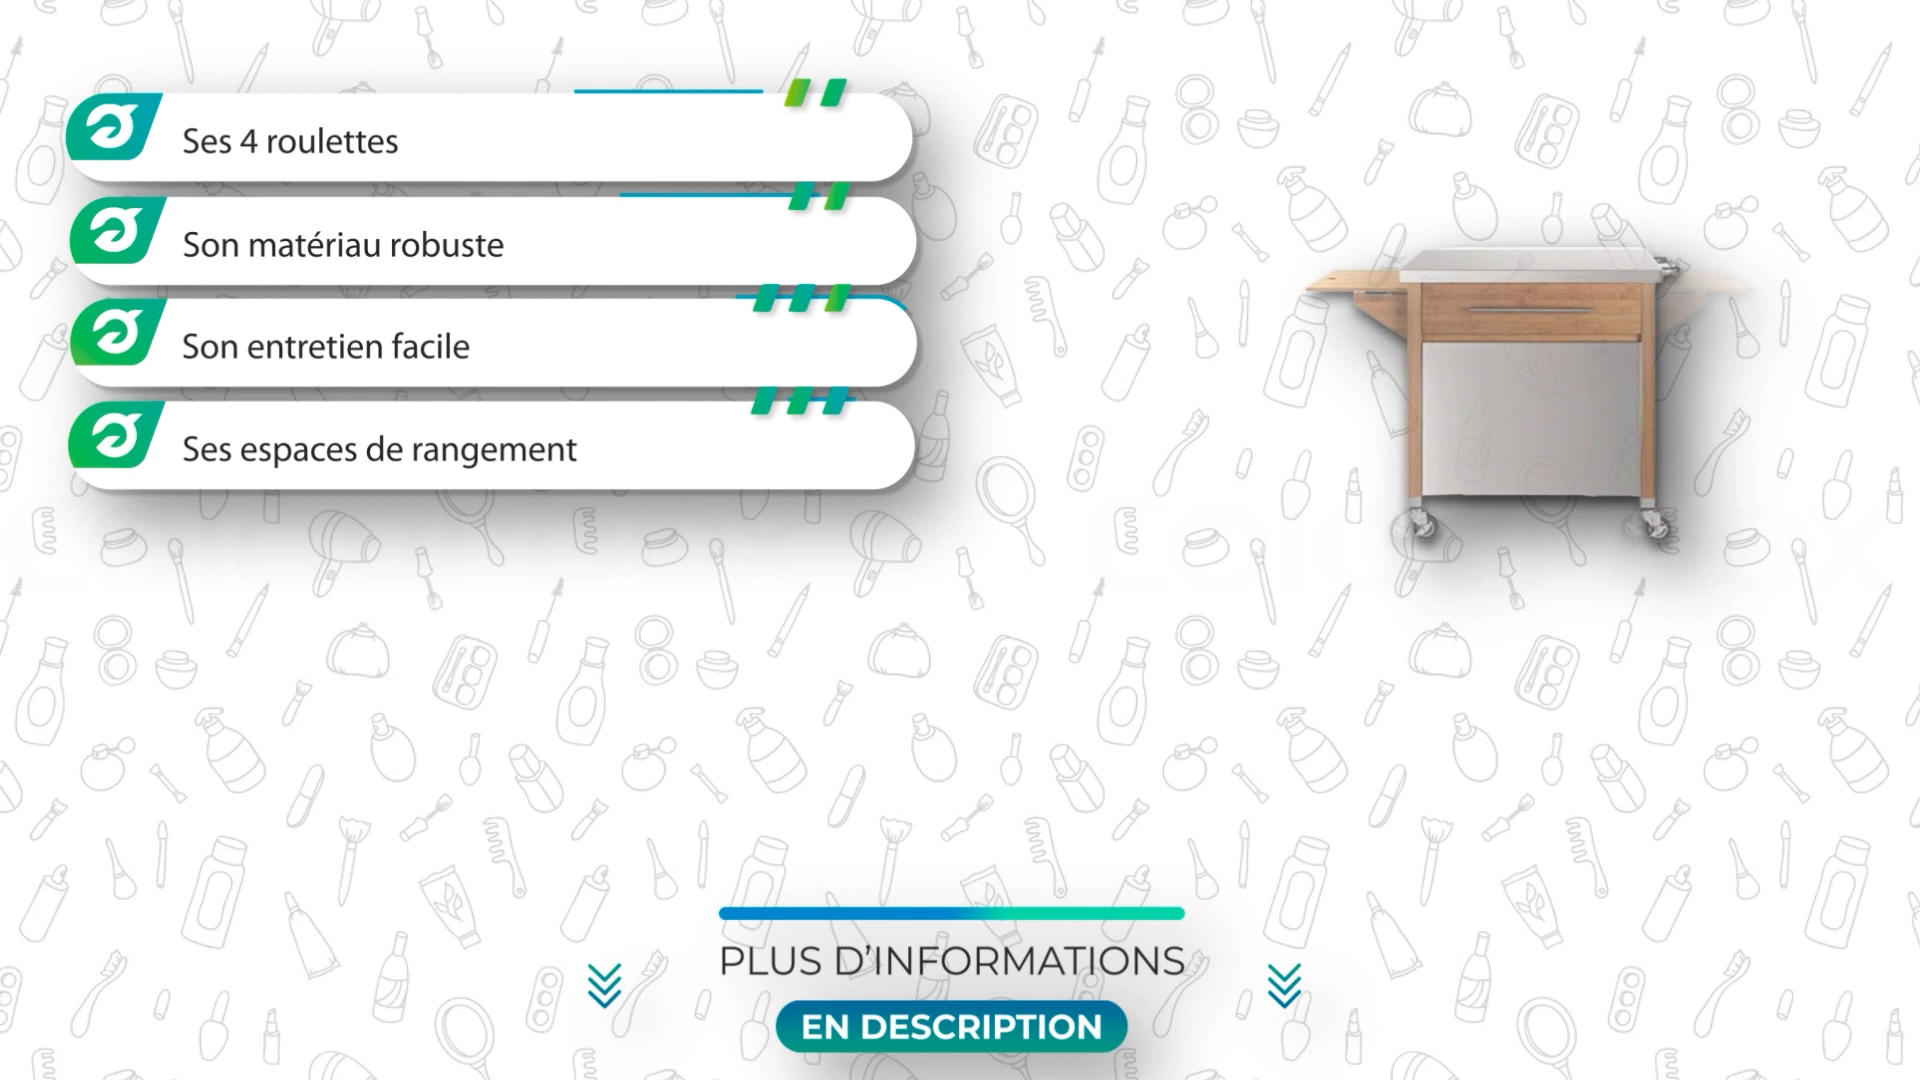 Ses 4 roulettes
Son matériau robuste
Son entretien facile
Ses espaces de rangement
PLUS D’INFORMATIONS
EN DESCRIPTION